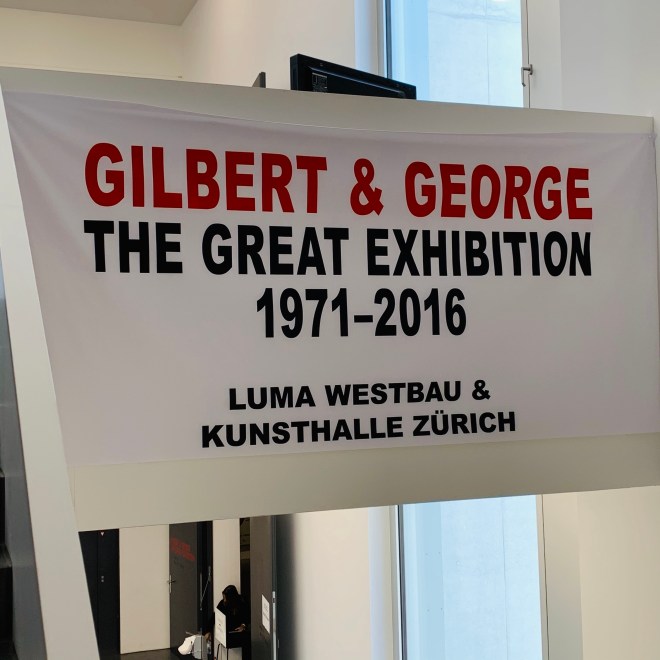 GILBERT & GEORGE
THE GREAT EXHIBITION
1971–2016
LUMA WESTBAU &
KUNSTHALLE ZÜRICH